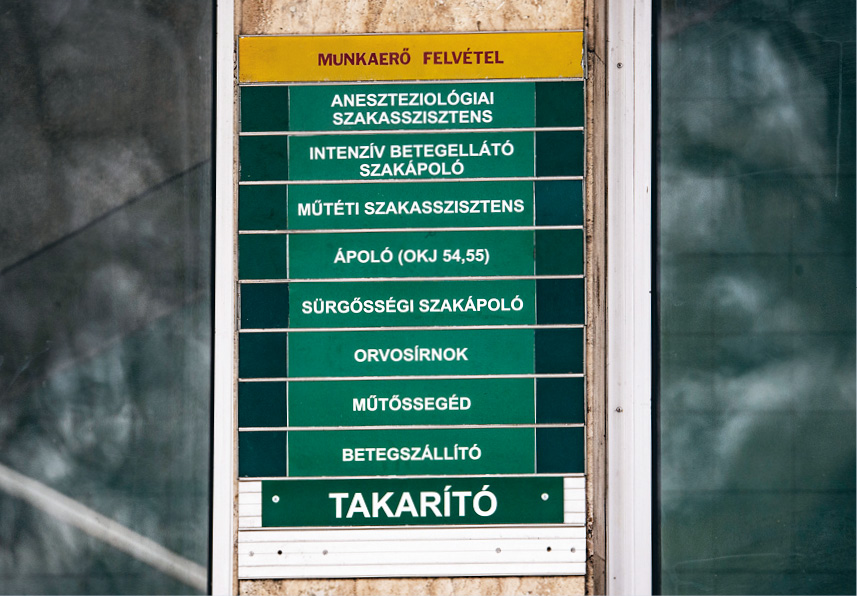 MUNKAERŐ FELVÉTEL
ANESZTEZIOLÓGIAI
SZAKASSZISZTENS
INTENZÍV BETEGELLÁTÓ
SZAKÁPOLÓ
MŰTÉTI SZAKASSZISZTENS
ÁPOLÓ (OKJ 54,55)
SÜRGŐSSÉGI SZAKÁPOLÓ
ORVOSÍRNOK
MŰTŐSSEGÉD
BETEGSZÁLLÍTÓ
TAKARÍTÓ